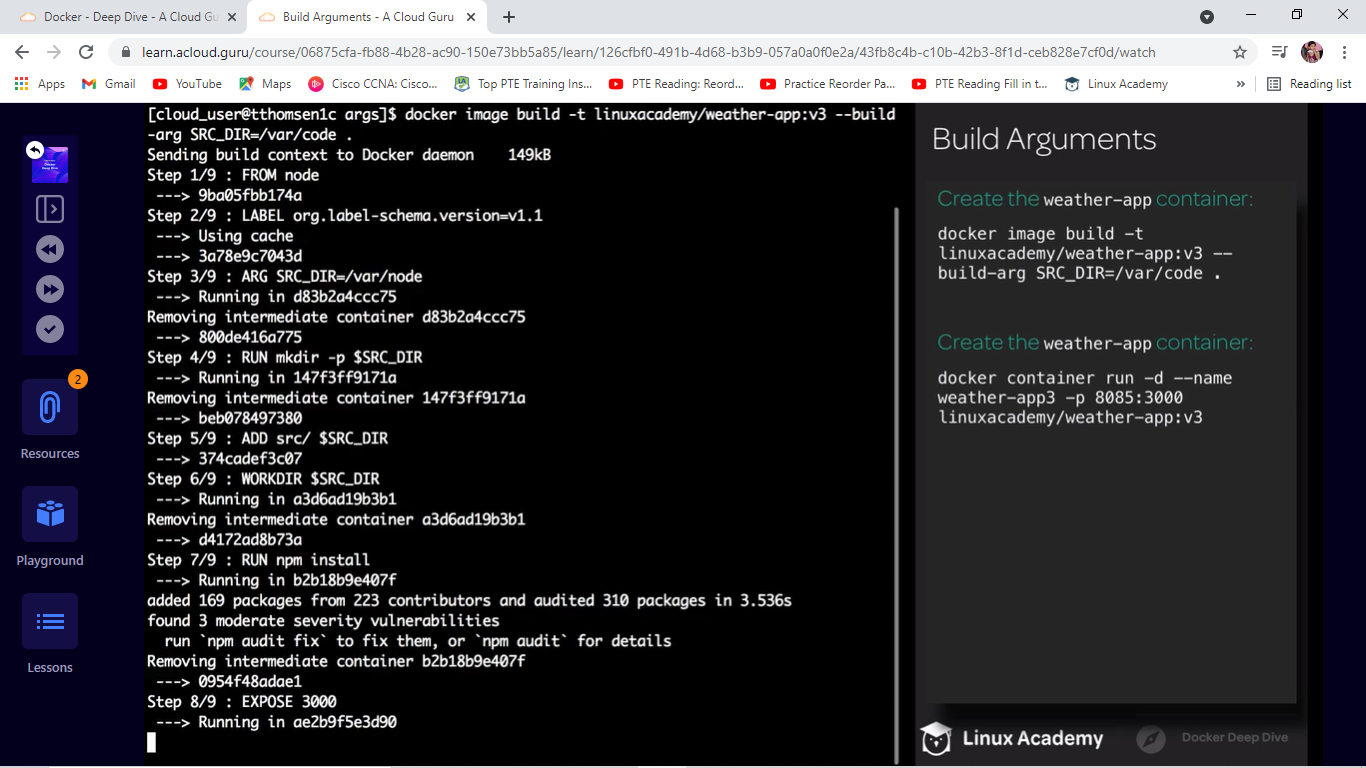 Docker - Deep Dive - A Cloud Gu
Build Arguments - A Cloud Guru
learn.acloud.guru/course/06875cfa-fb88-4b28-ac90-150e73bb5a85/learn/126cfbf0-491b-4d68-b3b9-057a0a0f0e2a/43fb8c4b-c10b-42b3-8f1d-ceb828e7cf0d/watch
Apps Gmail YouTube Maps Cisco CCNA: Cisco... Top PTE Training Ins... PTE Reading: Reord... Practice Reorder Pa... PTE Reading Fill in t... Linux Academy » Reading list
2
Resources
Playground
Lessons
[cloud_user@tthomsen1c args]$ docker image build -t linuxacademy/weather-app:v3 --build
-arg SRC_DIR=/var/code .
Sending build context to Docker daemon 149kB
Step 1/9 : FROM node
---> 9ba05fbb174a
Step 2/9 : LABEL org.label-schema.version=v1.1
---> Using cache
---> 3a78e9c7043d
Step 3/9 : ARG SRC_DIR=/var/node
---> Running in d83b2a4ccc75
Removing intermediate container d83b2a4ccc75
---> 800de416a775
Step 4/9 : RUN mkdir -p $SRC_DIR
---> Running in 147f3ff9171a
Removing intermediate container 147f3ff9171a
---> beb078497380
Step 5/9 : ADD src/ $SRC_DIR
---> 374cadef3c07
Step 6/9 : WORKDIR $SRC_DIR
---> Running in a3d6ad19b3b1
Removing intermediate container a3d6ad19b3b1
---> d4172ad8b73a
Step 7/9 : RUN npm install
---> Running in b2b18b9e407f
added 169 packages from 223 contributors and audited 310 packages in 3.536s
found 3 moderate severity vulnerabilities
run `npm audit fix` to fix them, or `npm audit` for details
Removing intermediate container b2b18b9e407f
---> 0954f48adae1
Step 8/9 : EXPOSE 3000
---> Running in ae2b9f5e3d90
Build Arguments
Create the weather-app container:
docker image build -t
linuxacademy/weather-app:v3 --
build-arg SRC_DIR=/var/code .
Create the weather-app container:
docker container run -d --name
weather-app3 -p 8085:3000
linuxacademy/weather-app:v3
Linux Academy
Docker Deep Dive